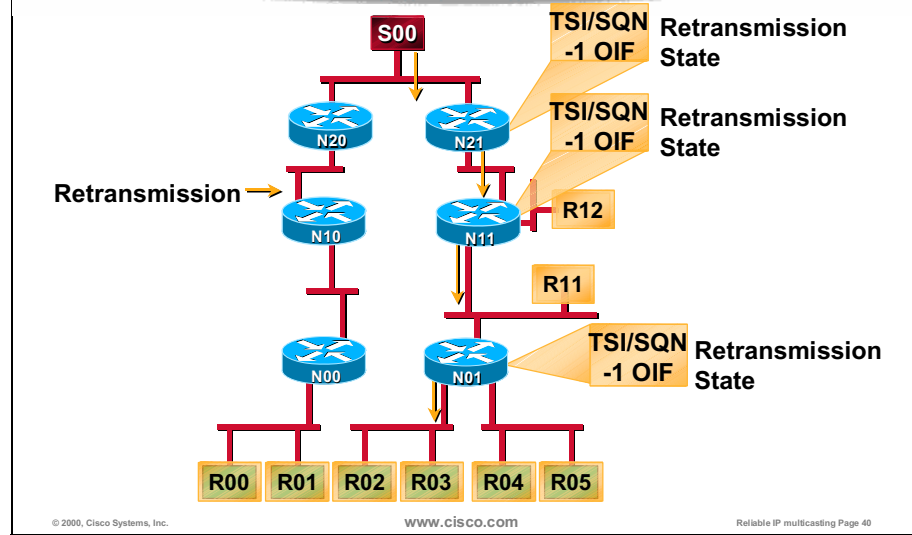 S00
TSI/SQN
-1 OIF
Retransmission
State
TSI/SQN
-1 OIF
Retransmission
State
N20
N21
Retransmission
R12
N10
N11
R11
TSI/SQN
-1 OIF
Retransmission
State
N00
N01
R00
R01
R02
R03
R04
R05
© 2000, Cisco Systems, Inc.
www.cisco.com
Reliable IP multicasting Page 40